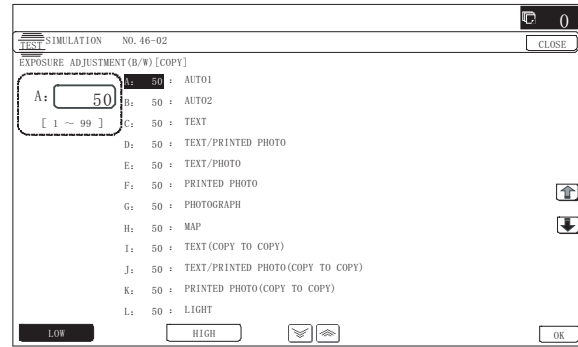 0
TEST SIMULATION NO. 46-02
CLOSE
EXPOSURE ADJUSTMENT(B/W)[COPY]
A: 50
[ 1 ~ 99 ]
A: 50 : AUTO1
B: 50 : AUTO2
C: 50 : TEXT
D: 50 : TEXT/PRINTED PHOTO
E: 50 : TEXT/PHOTO
F: 50 : PRINTED PHOTO
G: 50 : PHOTOGRAPH
H: 50 : MAP
I: 50 : TEXT(COPY TO COPY)
J: 50 : TEXT/PRINTED PHOTO(COPY TO COPY)
K: 50 : PRINTED PHOTO(COPY TO COPY)
L: 50 : LIGHT
LOW HIGH OK